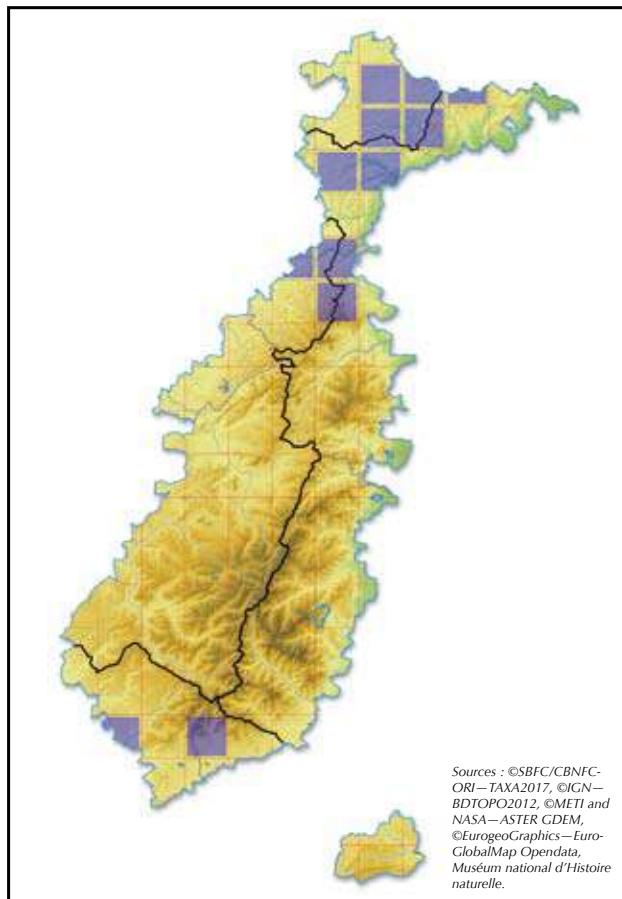 Sources : ©SBFC/CBNFC-
ORI—TAXA2017, ©IGN—
BDTOPO2012, ©METI and
NASA—ASTER GDEM,
©EurogeoGraphics—Euro-
GlobalMap Opendata,
Muséum national d’Histoire
naturelle.